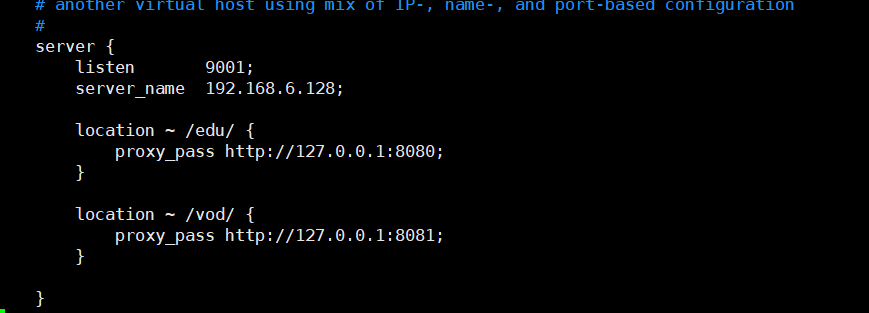 # another virtual host using mix of IP-, name-, and port-based configuration
#
server {
    listen       9001;
    server_name  192.168.6.128;

    location ~ /edu/ {
        proxy_pass http://127.0.0.1:8080;
    }

    location ~ /vod/ {
        proxy_pass http://127.0.0.1:8081;
    }

}